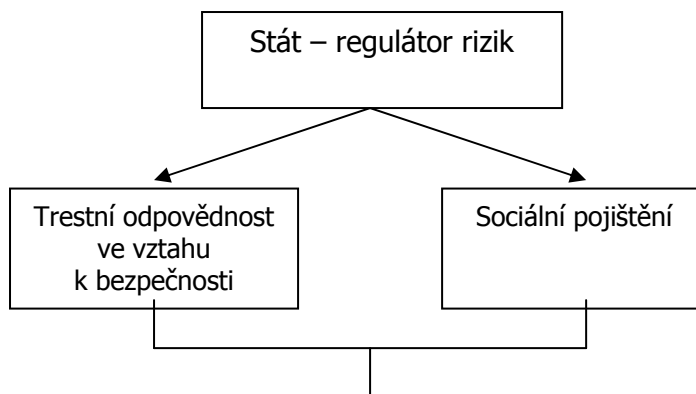 Stát – regulátor rizik
Trestní odpovědnost
ve vztahu
k bezpečnosti
Sociální pojištění